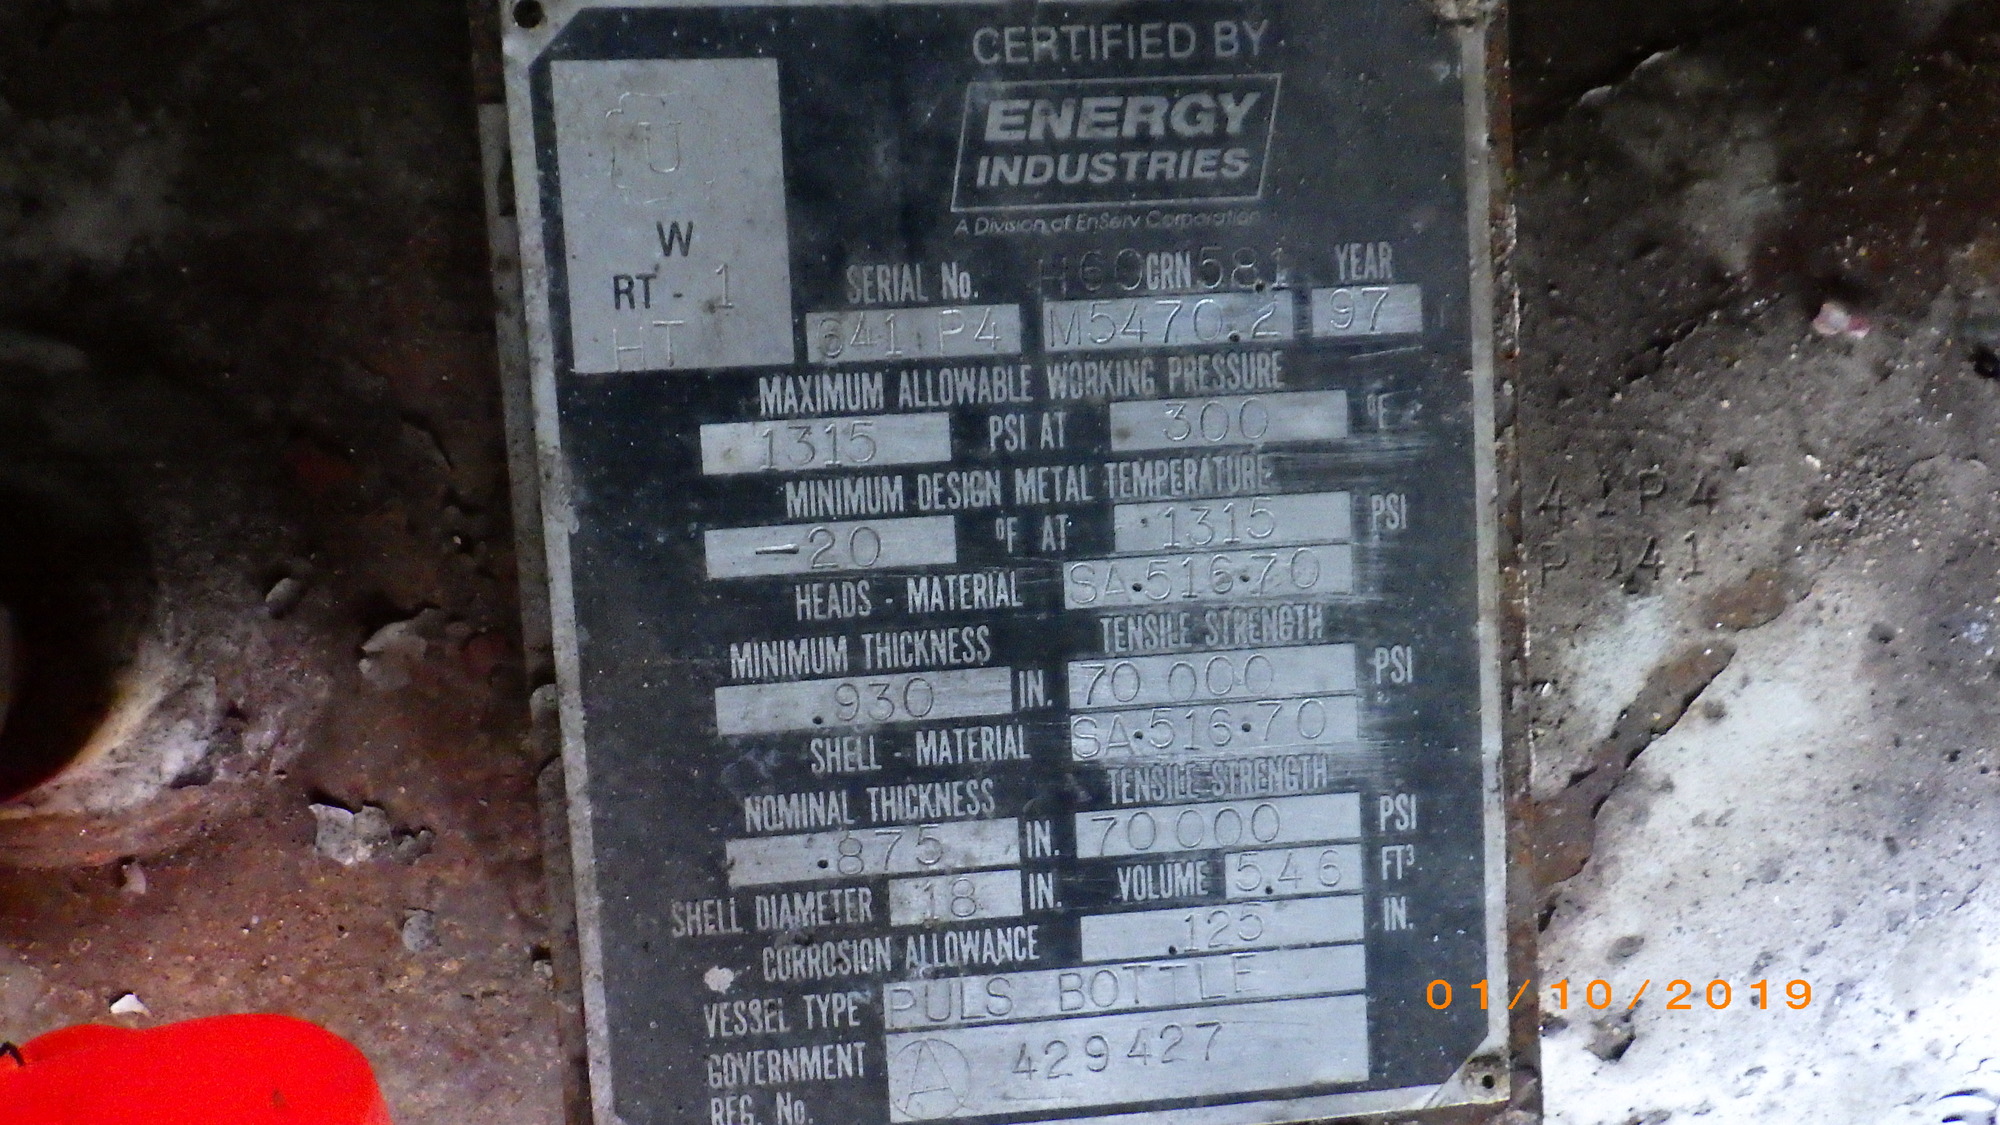 CERTIFIED BY
ENERGY
INDUSTRIES
A Division of EnServ Corporation
U
W
RT - 1
HT
SERIAL No. H60 CRN 581 YEAR
641 P4 M5470.2 97
MAXIMUM ALLOWABLE WORKING PRESSURE
1315 PSI AT 300 °F
MINIMUM DESIGN METAL TEMPERATURE
-20 °F AT 1315 PSI
HEADS - MATERIAL SA.516.70
MINIMUM THICKNESS TENSILE STRENGTH
.930 IN. 70 000 PSI
SHELL - MATERIAL SA.516.70
NOMINAL THICKNESS TENSILE STRENGTH
.875 IN. 70 000 PSI
SHELL DIAMETER 18 IN. VOLUME 5.46 FT³
CORROSION ALLOWANCE .125 IN.
VESSEL TYPE PULS BOTTLE
GOVERNMENT
REG. No. A 429427
41P4
01/10/2019